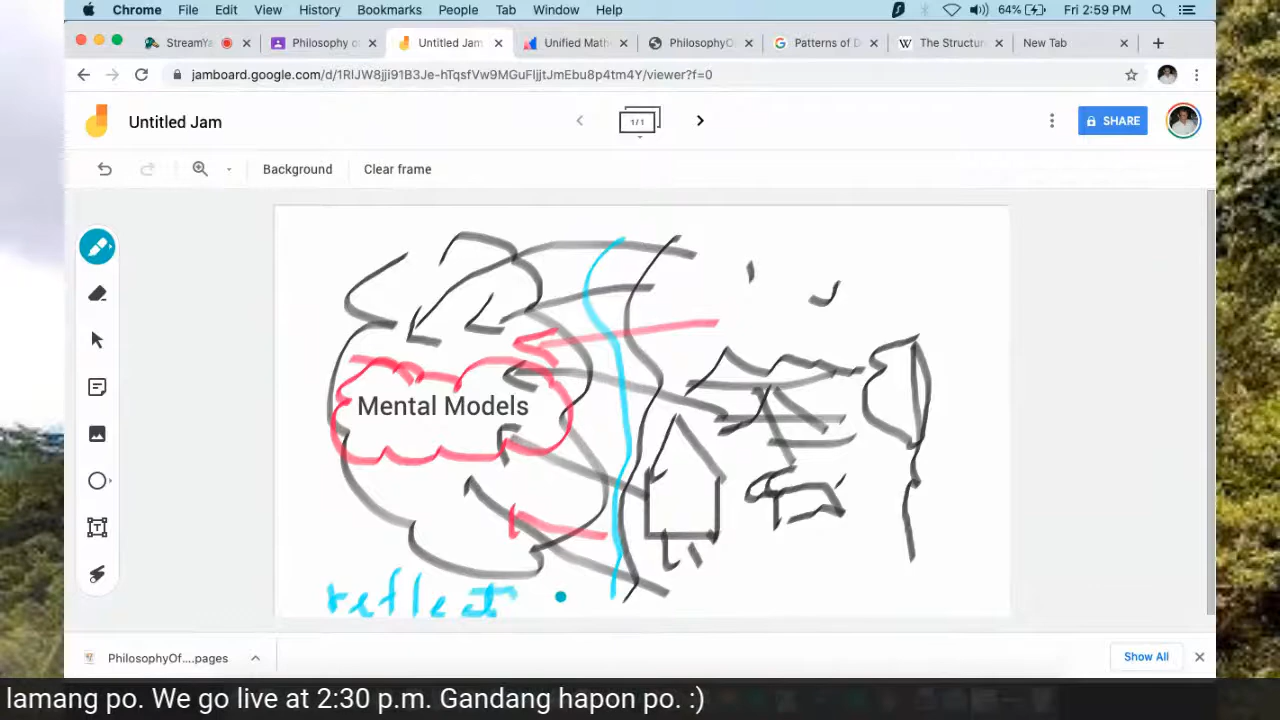 Chrome File Edit View History Bookmarks People Tab Window Help 64% Fri 2:59 PM
StreamYa Philosophy o Untitled Jam Unified Math PhilosophyO Patterns of D The Structur New Tab
jamboard.google.com/d/1RlJW8jji91B3Je-hTqsfVw9MGuFljjtJmEbu8p4tm4Y/viewer?f=0
Untitled Jam 1/1 SHARE
Background Clear frame
Mental Models
reflect
PhilosophyOf....pages Show All
lamang po. We go live at 2:30 p.m. Gandang hapon po. :)